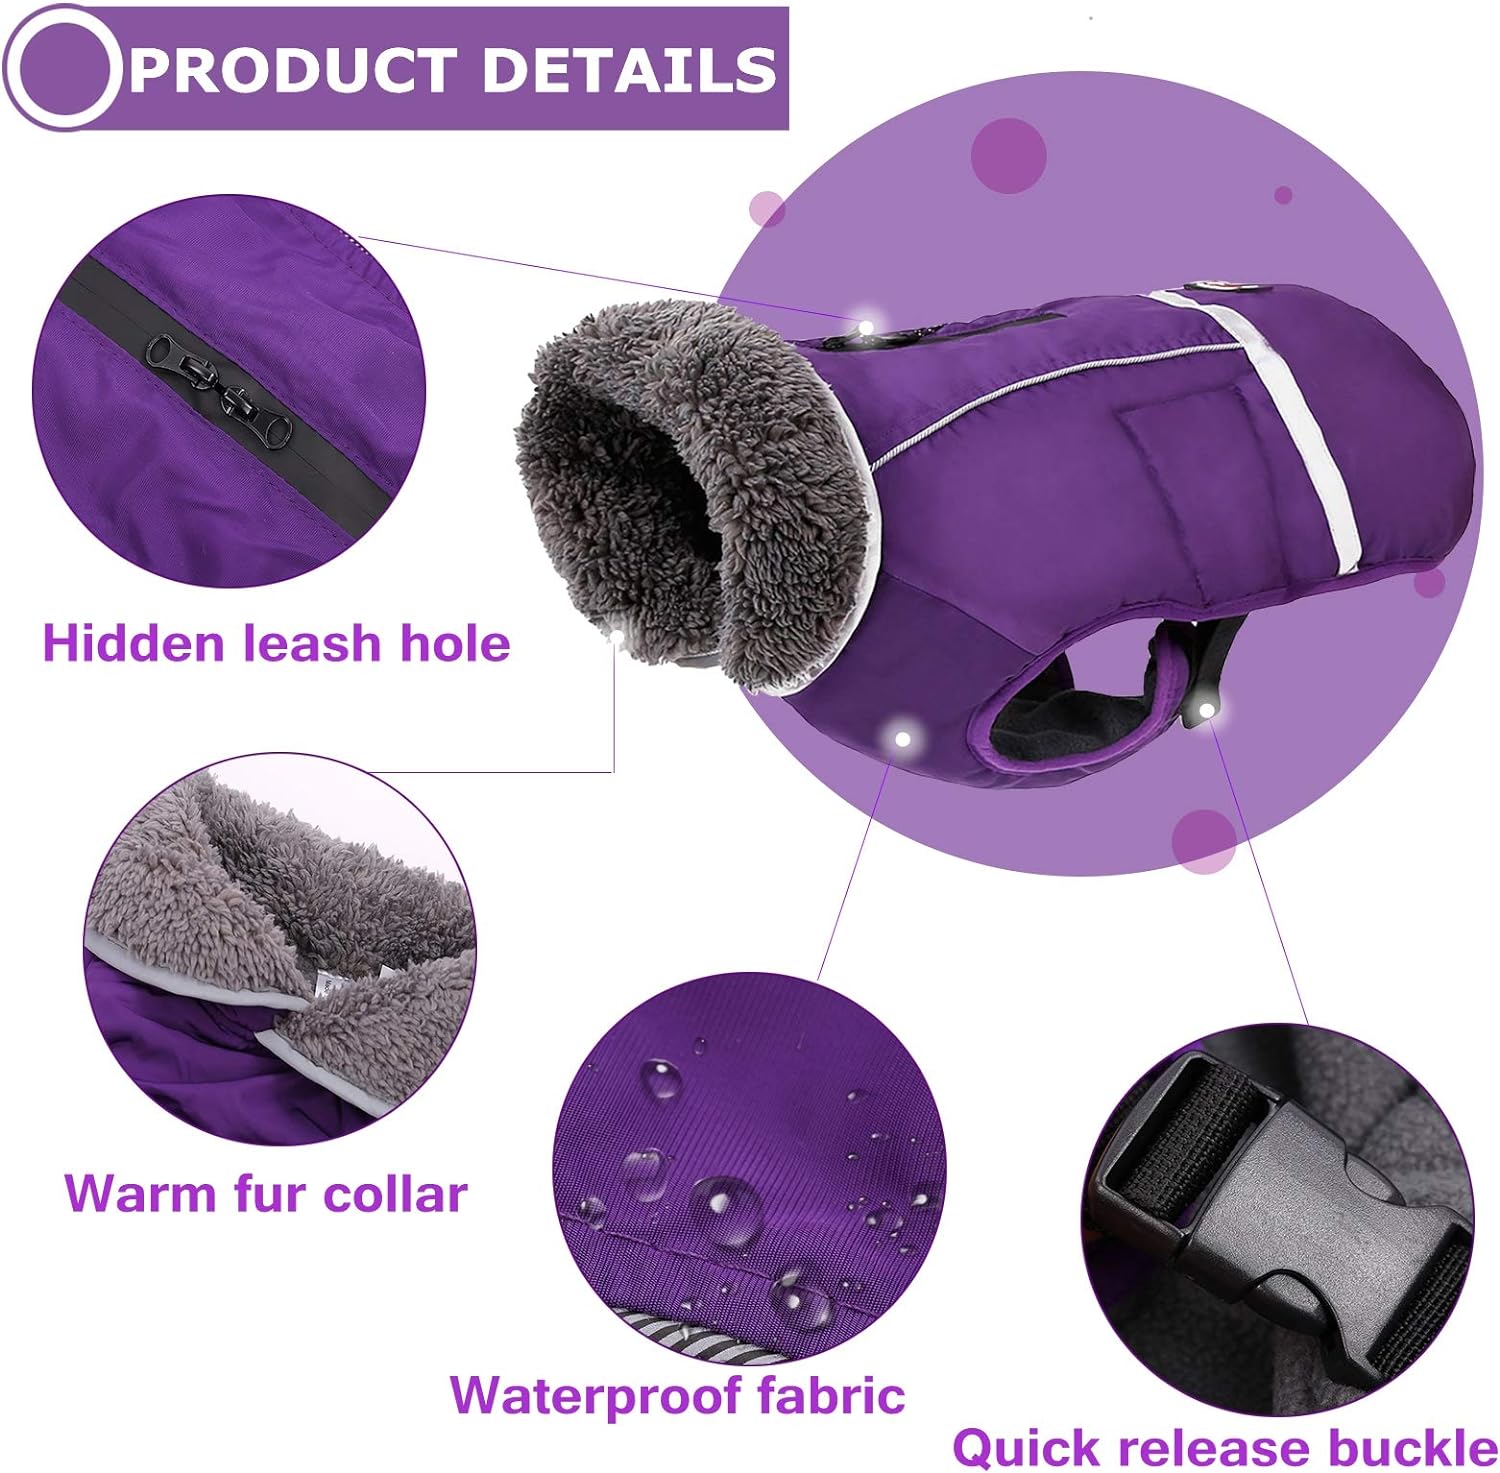 PRODUCT DETAILS
Hidden leash hole
Warm fur collar
Waterproof fabric
Quick release buckle